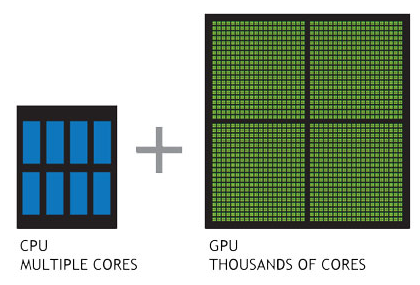 CPU
MULTIPLE CORES
GPU
THOUSANDS OF CORES